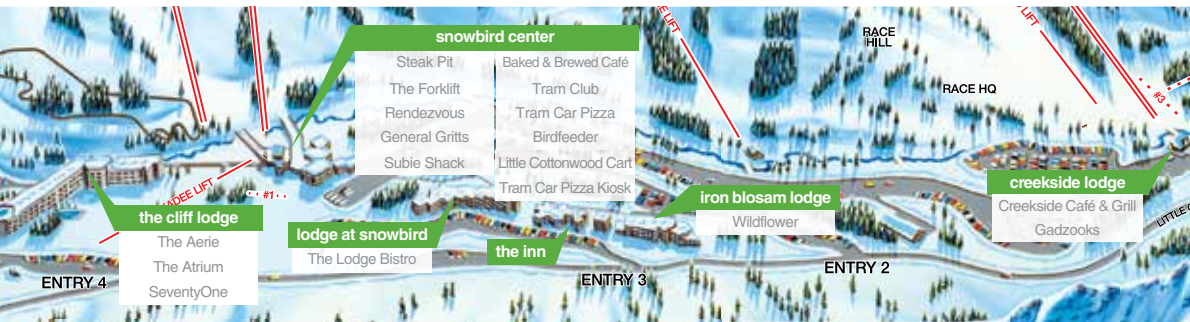 snowbird center
Steak Pit
The Forklift
Rendezvous
General Gritts
Subie Shack
Baked & Brewed Café
Tram Club
Tram Car Pizza
Birdfeeder
Little Cottonwood Cart
Tram Car Pizza Kiosk
RACE
HILL
RACE HQ
LIFT
LIFT
#3
ADEE LIFT
#1
the cliff lodge
The Aerie
The Atrium
SeventyOne
lodge at snowbird
The Lodge Bistro
the inn
iron blosam lodge
Wildflower
creekside lodge
Creekside Café & Grill
Gadzooks
LITTLE
ENTRY 4
ENTRY 3
ENTRY 2